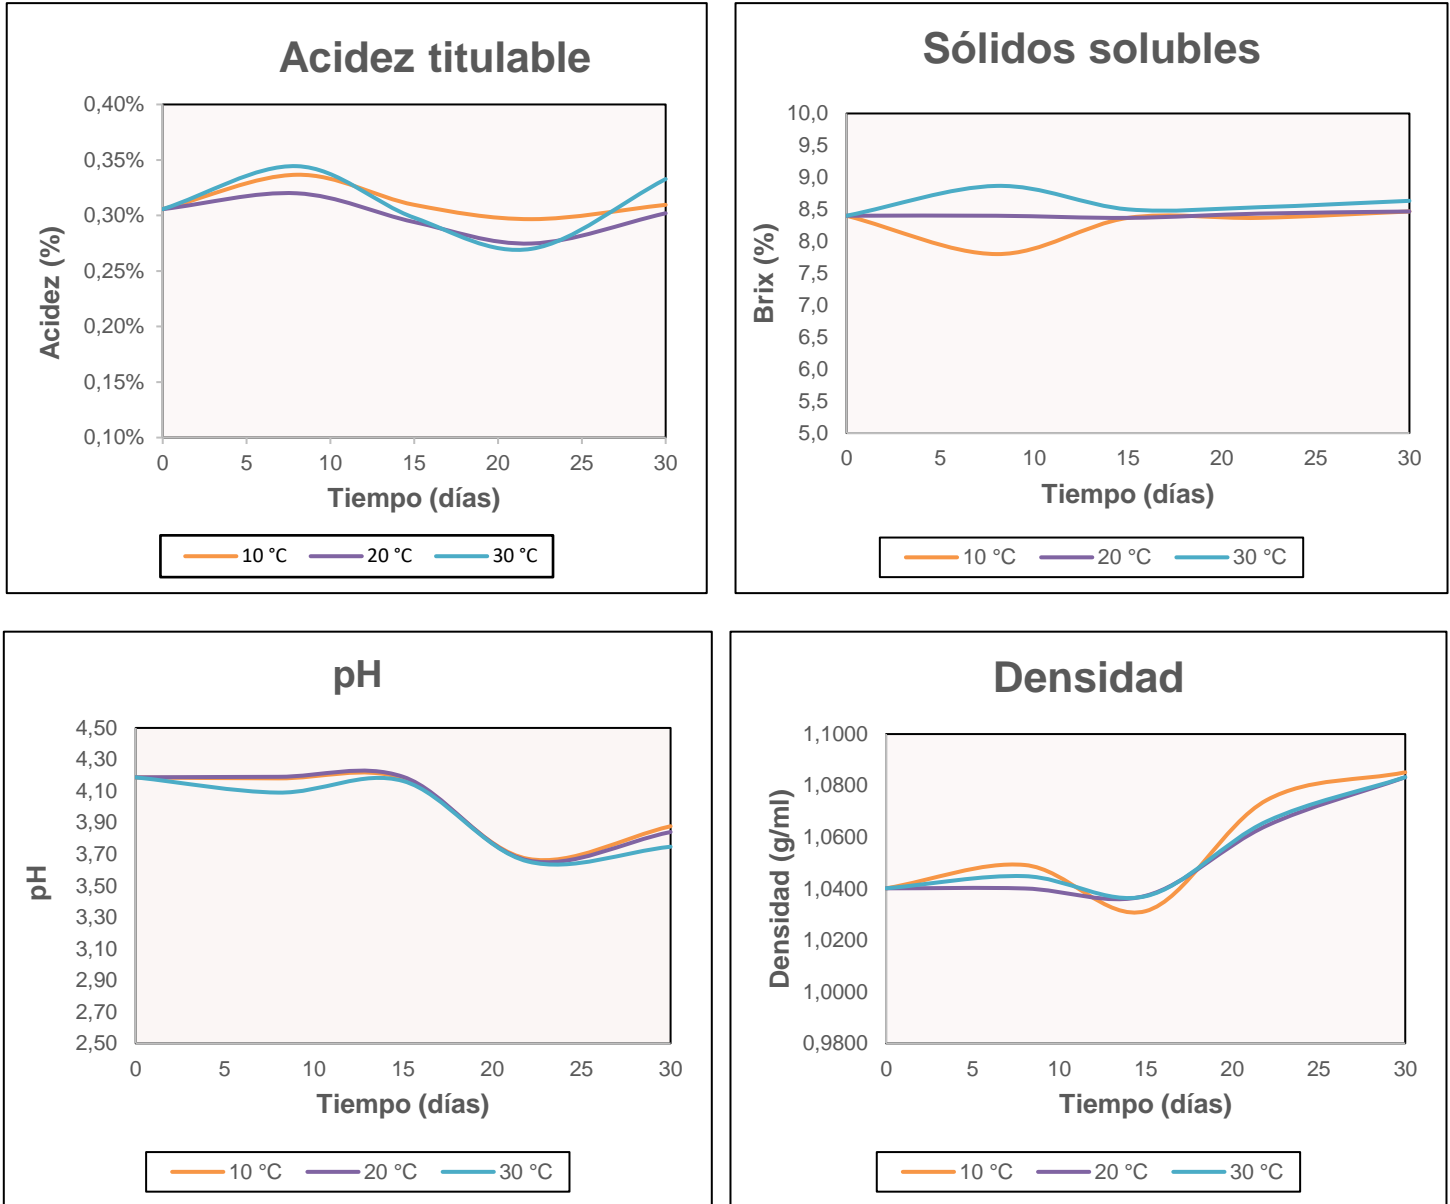 Acidez titulable
0,40%
0,35%
0,30%
0,25%
0,20%
0,15%
0,10%
Acidez (%)
0 5 10 15 20 25 30
Tiempo (días)
10 °C 20 °C 30 °C
Sólidos solubles
10,0
9,5
9,0
8,5
8,0
7,5
7,0
6,5
6,0
5,5
5,0
Brix (%)
0 5 10 15 20 25 30
Tiempo (días)
10 °C 20 °C 30 °C
pH
4,50
4,30
4,10
3,90
3,70
3,50
3,30
3,10
2,90
2,70
2,50
pH
0 5 10 15 20 25 30
Tiempo (días)
10 °C 20 °C 30 °C
Densidad
1,1000
1,0800
1,0600
1,0400
1,0200
1,0000
0,9800
Densidad (g/ml)
0 5 10 15 20 25 30
Tiempo (días)
10 °C 20 °C 30 °C